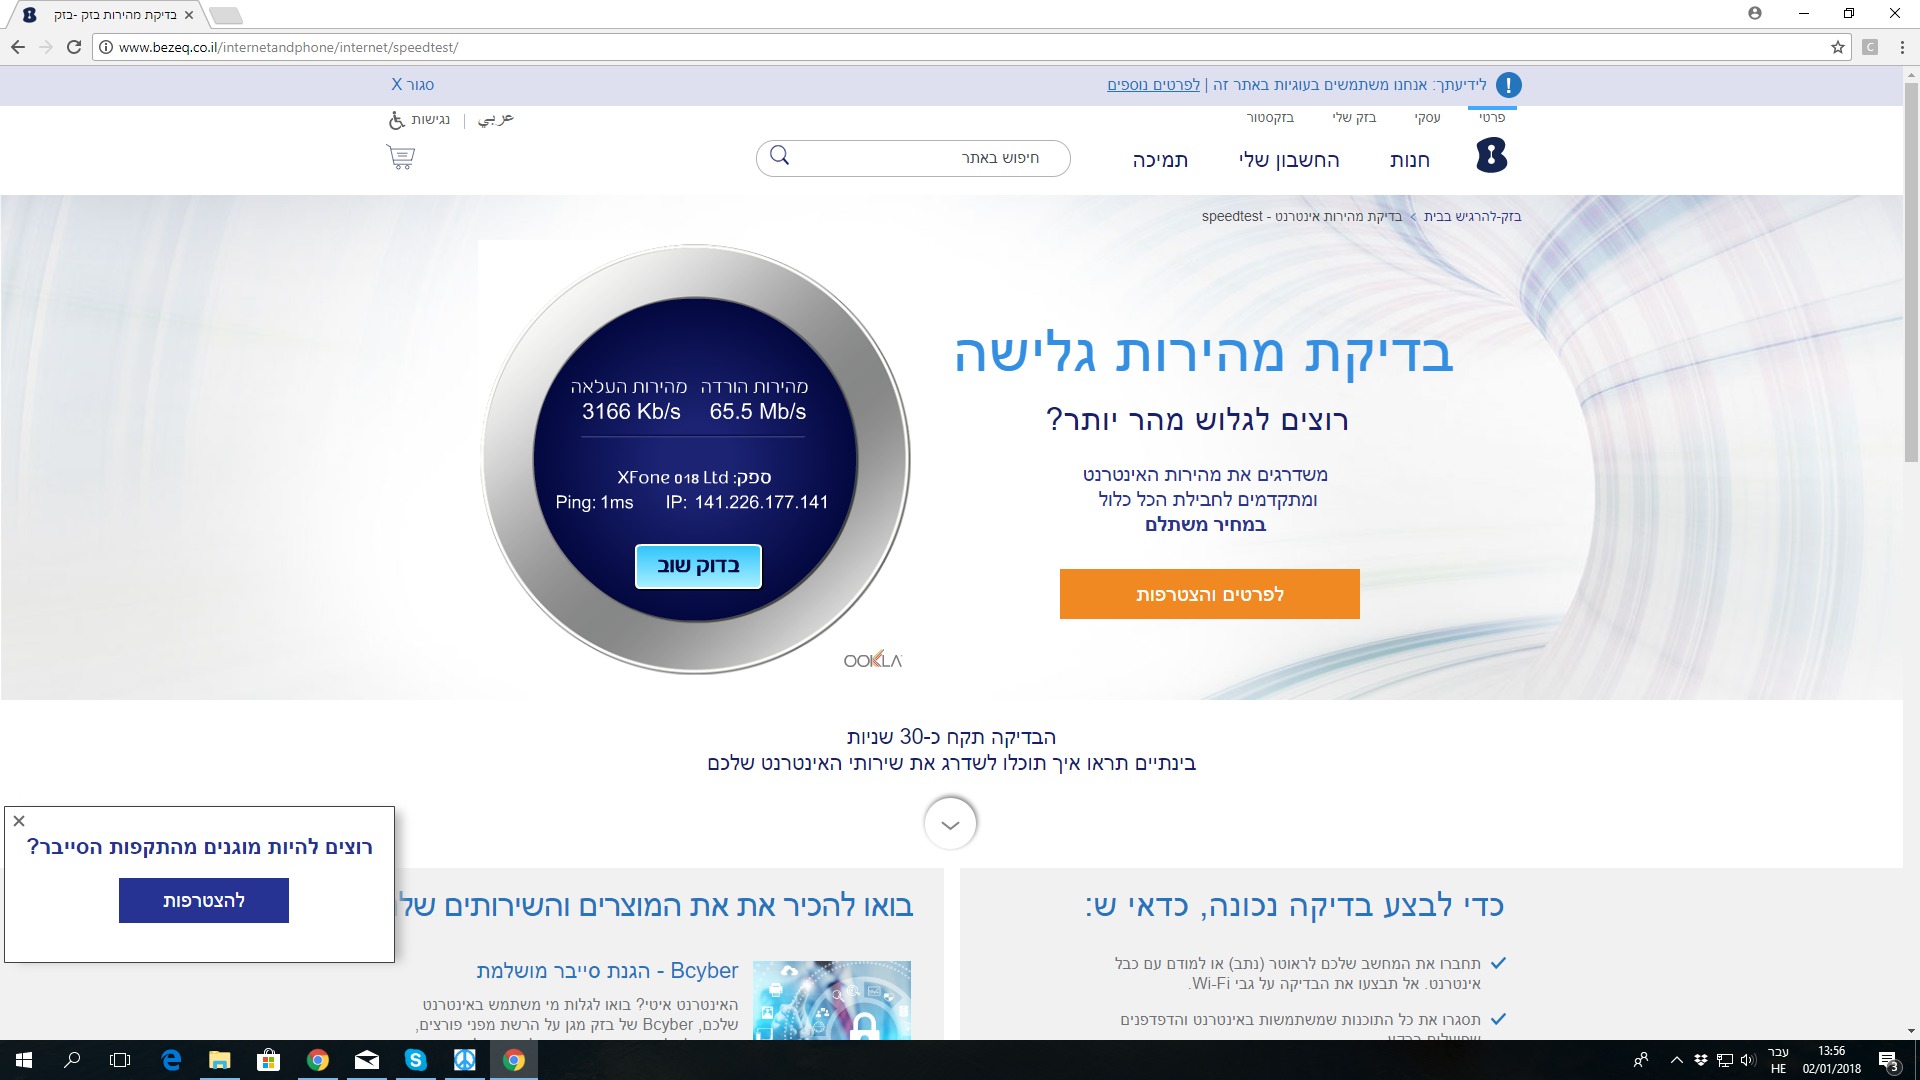 בדיקת מהירות בזק -בזק
www.bezeq.co.il/internetandphone/internet/speedtest/
C
לידיעתך: אנחנו משתמשים בעוגיות באתר זה | לפרטים נוספים
סגור X
פרטי
עסקי
בזק שלי
בזקסטור
عربي | נגישות
חנות
החשבון שלי
תמיכה
חיפוש באתר
בזק-להרגיש בבית > בדיקת מהירות אינטרנט - speedtest
בדיקת מהירות גלישה
רוצים לגלוש מהר יותר?
משדרגים את מהירות האינטרנט
ומתקדמים לחבילת הכל כלול
במחיר משתלם
לפרטים והצטרפות
מהירות הורדה מהירות העלאה
65.5 Mb/s 3166 Kb/s
ספק: XFone 018 Ltd
Ping: 1ms IP: 141.226.177.141
בדוק שוב
OOKLA
הבדיקה תקח כ-30 שניות
בינתיים תראו איך תוכלו לשדרג את שירותי האינטרנט שלכם
כדי לבצע בדיקה נכונה, כדאי ש:
תחברו את המחשב שלכם לראוטר (נתב) או למודם עם כבל
אינטרנט. אל תבצעו את הבדיקה על גבי Wi-Fi.
תסגרו את כל התוכנות שמשתמשות באינטרנט והדפדפנים
בואו להכיר את את המוצרים והשירותים של
Bcyber - הגנת סייבר מושלמת
האינטרנט איטי? בואו לגלות מי משתמש באינטרנט
שלכם, Bcyber של בזק מגן על הרשת מפני פורצים,
רוצים להיות מוגנים מהתקפות הסייבר?
להצטרפות
עבר
HE
13:56
02/01/2018
3